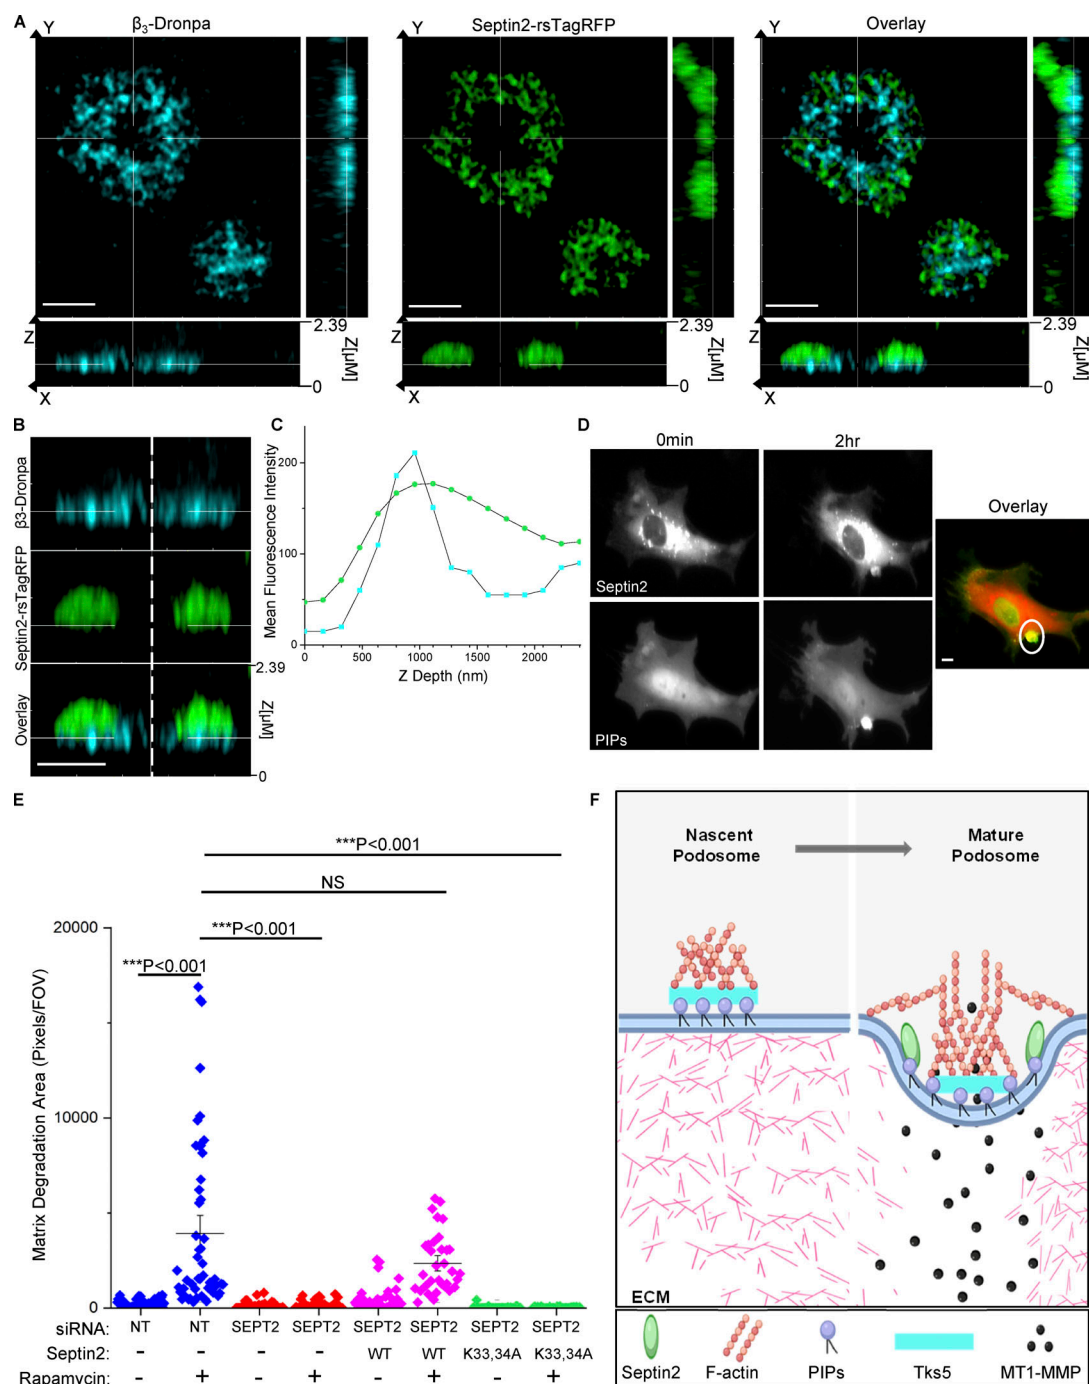 A
Y
β3-Dronpa
Y
Septin2-rsTagRFP
Y
Overlay
Z
X
2.39
Z[μM]
0
Z
X
2.39
Z[μM]
0
Z
X
2.39
Z[μM]
0
B
β3-Dronpa
Septin2-rsTagRFP
Overlay
2.39
Z[μM]
0
C
Mean Fluorescence Intensity
200
100
0
0 500 1000 1500 2000
Z Depth (nm)
D
0min
2hr
Overlay
Septin2
PIPs
E
***P<0.001
NS
***P<0.001
***P<0.001
Matrix Degradation Area (Pixels/FOV)
20000
10000
0
siRNA: NT NT SEPT2 SEPT2 SEPT2 SEPT2 SEPT2 SEPT2
Septin2: - - - - WT WT K33,34A K33,34A
Rapamycin: - + - + - + - +
F
Nascent
Podosome
Mature
Podosome
ECM
Septin2
F-actin
PIPs
Tks5
MT1-MMP